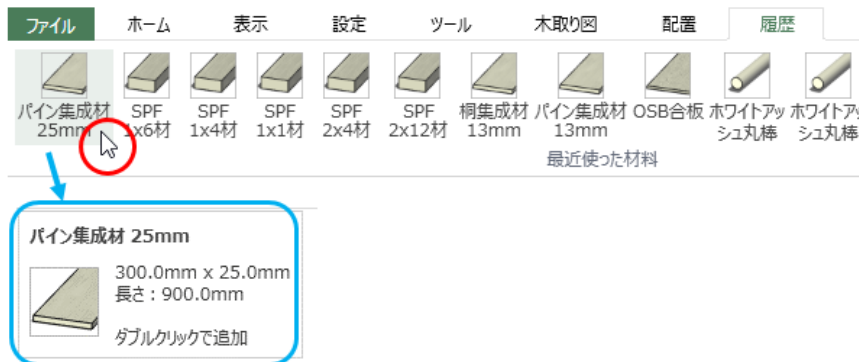 ファイル ホーム 表示 設定 ツール 木取り図 配置 履歴
パイン集成材 SPF SPF SPF SPF SPF 桐集成材 パイン集成材 OSB合板 ホワイトアッ ホワイトア
25mm 1x6材 1x4材 1x1材 2x4材 2x12材 13mm 13mm シュ丸棒 シュ丸棒
最近使った材料
パイン集成材 25mm
300.0mm x 25.0mm
長さ : 900.0mm
ダブルクリックで追加